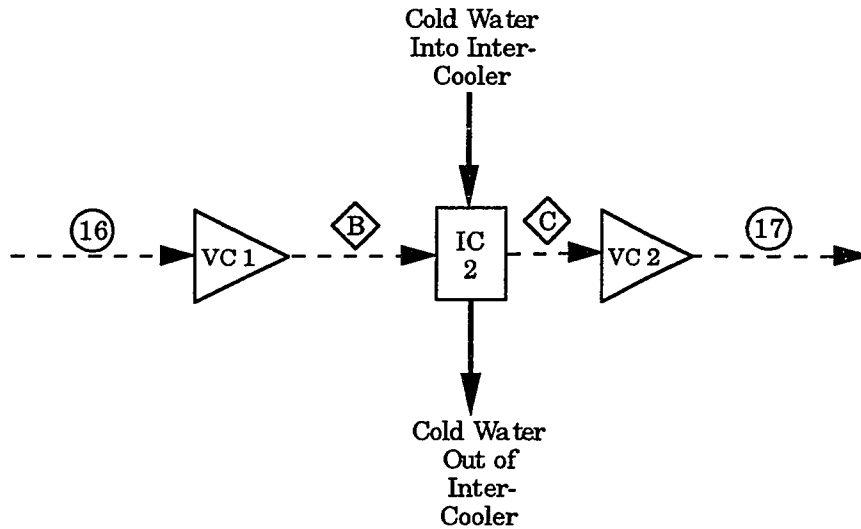 Cold Water
Into Inter-
Cooler
16
B
C
17
VC 1
IC
2
VC 2
Cold Water
Out of
Inter-
Cooler